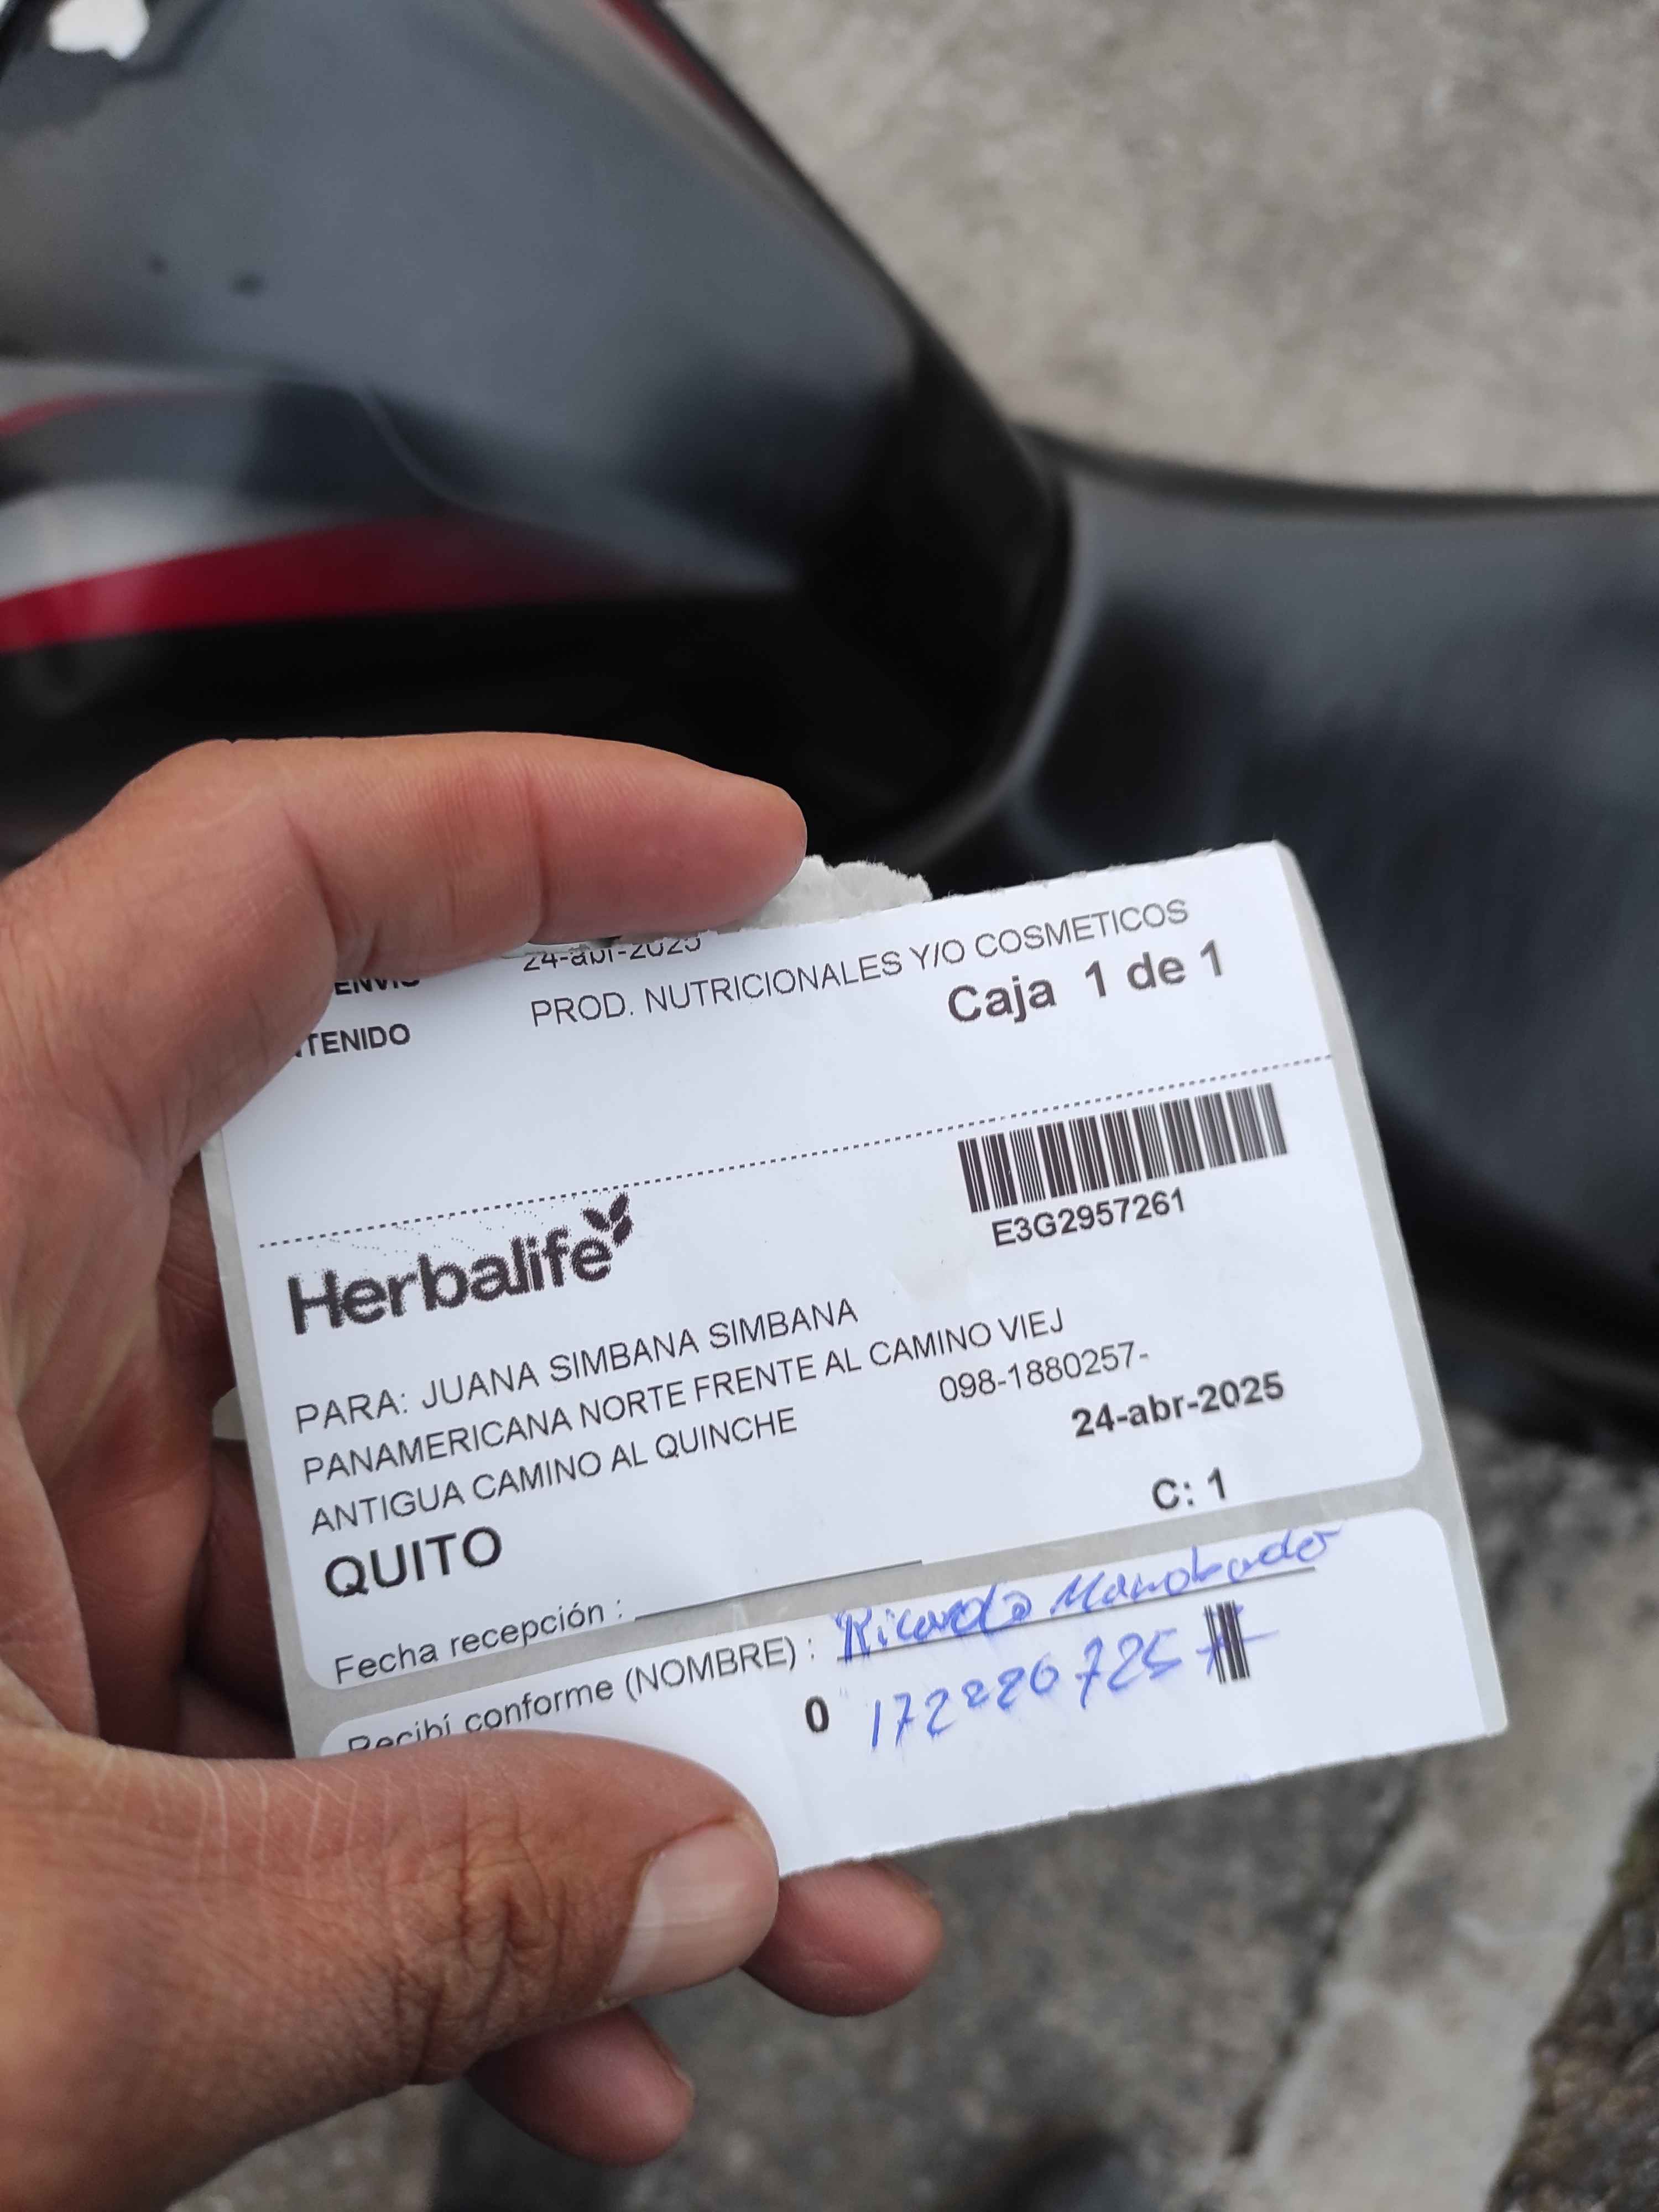 24-abr-2025
ENVIO
PROD. NUTRICIONALES Y/O COSMETICOS
TENIDO
Caja 1 de 1
E3G2957261
Herbalife
PARA: JUANA SIMBANA SIMBANA
PANAMERICANA NORTE FRENTE AL CAMINO VIEJ
098-1880257-
ANTIGUA CAMINO AL QUINCHE
24-abr-2025
QUITO
C: 1
Fecha recepción :
Recibí conforme (NOMBRE) : Ricardo
0